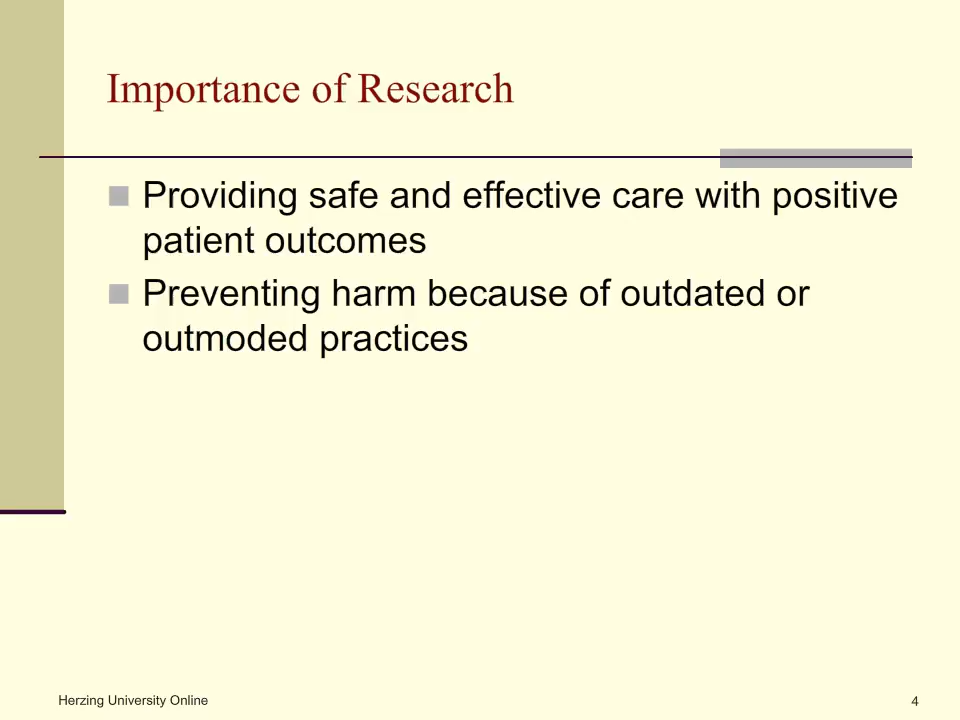 Importance of Research
Providing safe and effective care with positive
patient outcomes
Preventing harm because of outdated or
outmoded practices
Herzing University Online
4